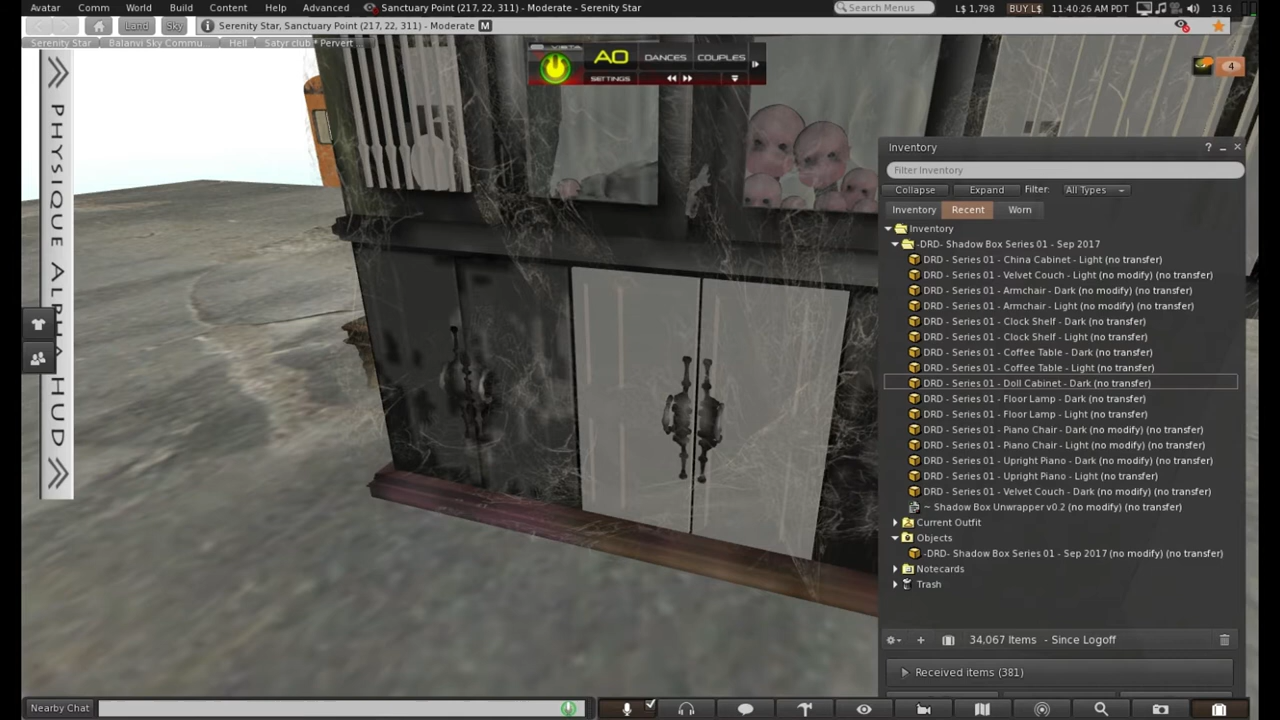 Avatar Comm World Build Content Help Advanced Sanctuary Point (217, 22, 311) - Moderate - Serenity Star Search Menus L$ 1,798 BUY L$ 11:40:26 AM PDT 13.6
Land Sky Serenity Star, Sanctuary Point (217, 22, 311) - Moderate M
Serenity Star Balanvi Sky Commu Hell Satyr club * Pervert ...
VISTA
AO DANCES COUPLES
SETTINGS
4
PHYSIQUE ALPHA HUD
Inventory ? _ X
Filter Inventory
Collapse Expand Filter: All Types
Inventory Recent Worn
Inventory
-DRD- Shadow Box Series 01 - Sep 2017
DRD - Series 01 - China Cabinet - Light (no transfer)
DRD - Series 01 - Velvet Couch - Light (no modify) (no transfer)
DRD - Series 01 - Armchair - Dark (no modify) (no transfer)
DRD - Series 01 - Armchair - Light (no modify) (no transfer)
DRD - Series 01 - Clock Shelf - Dark (no transfer)
DRD - Series 01 - Clock Shelf - Light (no transfer)
DRD - Series 01 - Coffee Table - Dark (no transfer)
DRD - Series 01 - Coffee Table - Light (no transfer)
DRD - Series 01 - Doll Cabinet - Dark (no transfer)
DRD - Series 01 - Floor Lamp - Dark (no transfer)
DRD - Series 01 - Floor Lamp - Light (no transfer)
DRD - Series 01 - Piano Chair - Dark (no modify) (no transfer)
DRD - Series 01 - Piano Chair - Light (no modify) (no transfer)
DRD - Series 01 - Upright Piano - Dark (no modify) (no transfer)
DRD - Series 01 - Upright Piano - Light (no transfer)
DRD - Series 01 - Velvet Couch - Dark (no modify) (no transfer)
~ Shadow Box Unwrapper v0.2 (no modify) (no transfer)
Current Outfit
Objects
-DRD- Shadow Box Series 01 - Sep 2017 (no modify) (no transfer)
Notecards
Trash
34,067 Items - Since Logoff
Received items (381)
Nearby Chat